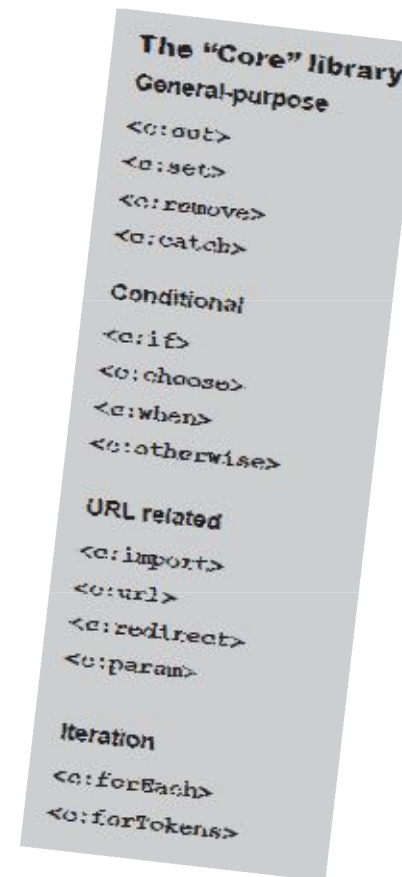 The “Core” library
General-purpose
<c:out>
<c:set>
<c:remove>
<c:catch>
Conditional
<c:if>
<c:choose>
<c:when>
<c:otherwise>
URL related
<c:import>
<c:url>
<c:redirect>
<c:param>
Iteration
<c:forEach>
<c:forTokens>